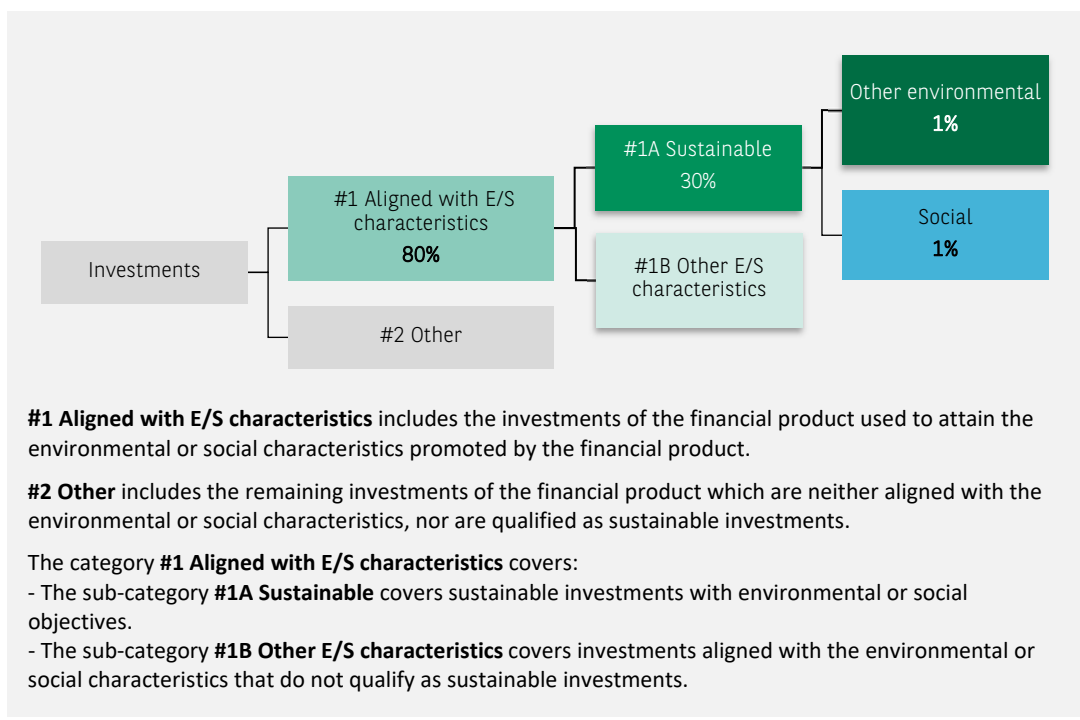 Other environmental
1%
#1A Sustainable
30%
#1 Aligned with E/S
characteristics
80%
Social
1%
Investments
#1B Other E/S
characteristics
#2 Other
#1 Aligned with E/S characteristics includes the investments of the financial product used to attain the
environmental or social characteristics promoted by the financial product.
#2 Other includes the remaining investments of the financial product which are neither aligned with the
environmental or social characteristics, nor are qualified as sustainable investments.
The category #1 Aligned with E/S characteristics covers:
- The sub-category #1A Sustainable covers sustainable investments with environmental or social
objectives.
- The sub-category #1B Other E/S characteristics covers investments aligned with the environmental or
social characteristics that do not qualify as sustainable investments.